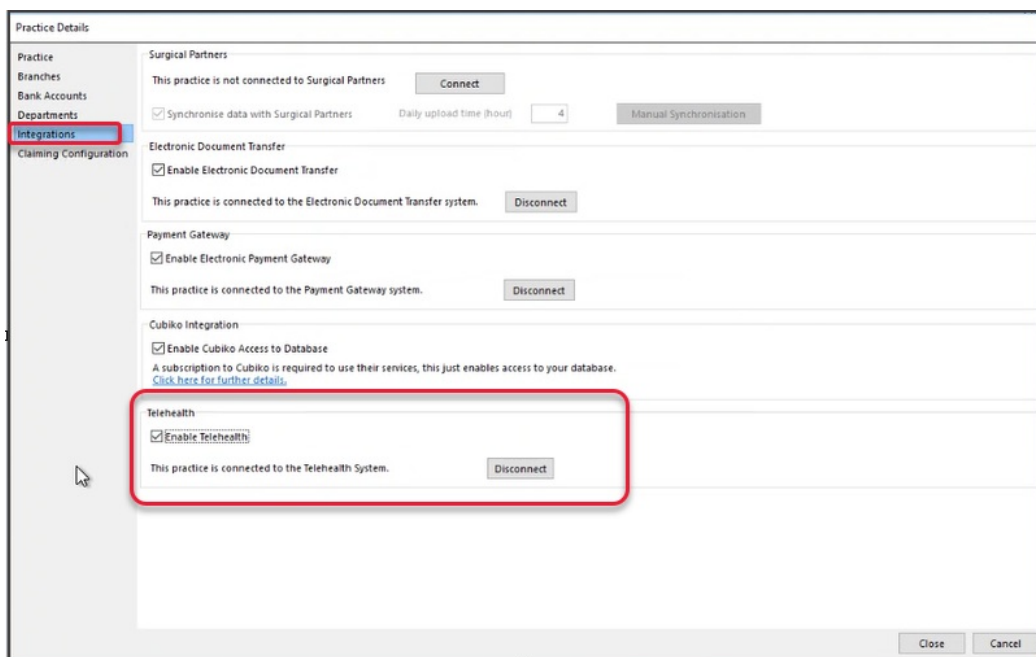 Practice Details
Practice
Branches
Bank Accounts
Departments
Integrations
Claiming Configuration
Surgical Partners
This practice is not connected to Surgical Partners Connect
Synchronise data with Surgical Partners Daily upload time (hour) 4 Manual Synchronisation
Electronic Document Transfer
Enable Electronic Document Transfer
This practice is connected to the Electronic Document Transfer system. Disconnect
Payment Gateway
Enable Electronic Payment Gateway
This practice is connected to the Payment Gateway system. Disconnect
Cubiko Integration
Enable Cubiko Access to Database
A subscription to Cubiko is required to use their services, this just enables access to your database.
Click here for further details.
Telehealth
Enable Telehealth
This practice is connected to the Telehealth System. Disconnect
Close Cancel